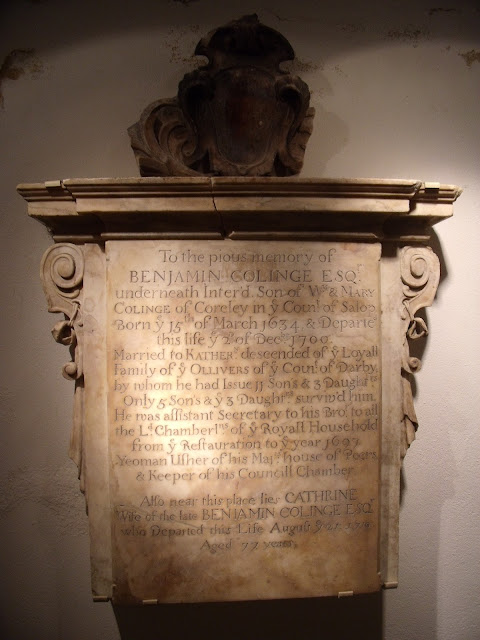 To the pious memory of
BENJAMIN COLINGE ESQr.
underneath Inter'd Son of Wm. & MARY
COLINGE of Coreley in ye Coun: of Salop
Born ye 15th of March 1634 & Departed
this life ye 2d. of Decr. 1700.
Married to KATHER: descended of ye Loyall
Family of ye OLLIVERS of ye Coun: of Darby,
by whom he had Issue 11 Sons & 3 Daughtrs
Only 5 Sons & ye 3 Daughtrs surviv'd him.
He was assistant Secretary to his Bro: to all
the Ld. Chamberlns. of ye Royall Household
from ye Restauration to ye year 1697
Yeoman Usher of his Majs. house of Peers
& Keeper of his Councill Chamber.
Also near this place lies CATHRINE
Wife of the late BENJAMIN COLINGE ESQr.
who Departed this Life August ye
Aged 77 years.